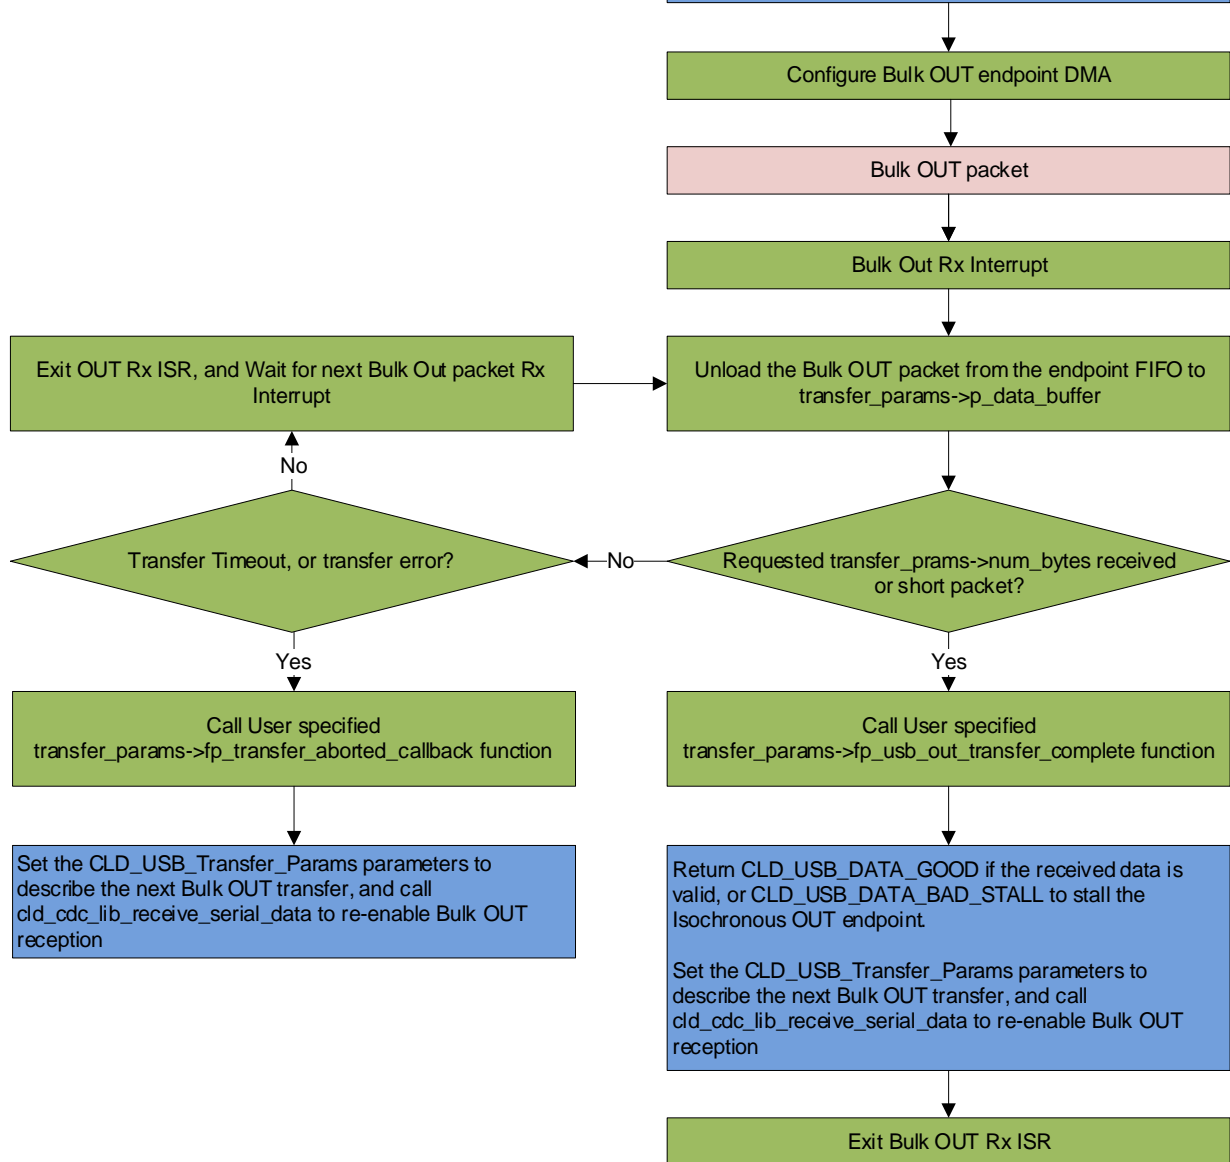 Configure Bulk OUT endpoint DMA
Bulk OUT packet
Bulk Out Rx Interrupt
Exit OUT Rx ISR, and Wait for next Bulk Out packet Rx
Interrupt
Unload the Bulk OUT packet from the endpoint FIFO to
transfer_params->p_data_buffer
No
Transfer Timeout, or transfer error?
No
Requested transfer_prams->num_bytes received
or short packet?
Yes
Yes
Call User specified
transfer_params->fp_transfer_aborted_callback function
Call User specified
transfer_params->fp_usb_out_transfer_complete function
Set the CLD_USB_Transfer_Params parameters to
describe the next Bulk OUT transfer, and call
cld_cdc_lib_receive_serial_data to re-enable Bulk OUT
reception
Return CLD_USB_DATA_GOOD if the received data is
valid, or CLD_USB_DATA_BAD_STALL to stall the
Isochronous OUT endpoint.
Set the CLD_USB_Transfer_Params parameters to
describe the next Bulk OUT transfer, and call
cld_cdc_lib_receive_serial_data to re-enable Bulk OUT
reception
Exit Bulk OUT Rx ISR